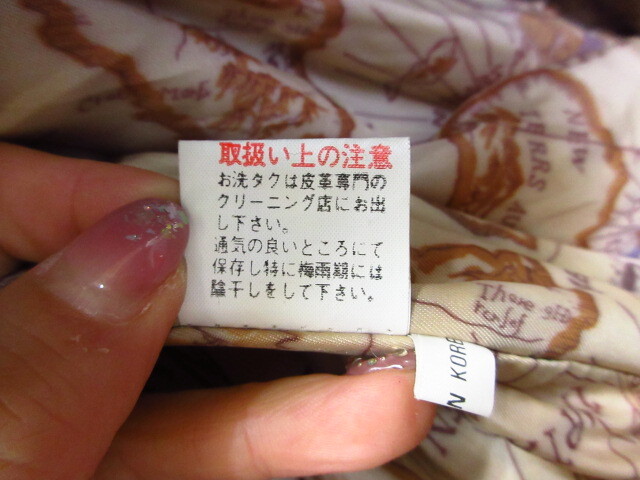 取扱い上の注意
お洗タクは皮革専門の
クリーニング店にお出
し下さい。
通気の良いところにて
保存し特に梅雨期には
陰干しをして下さい。
N KORE
There